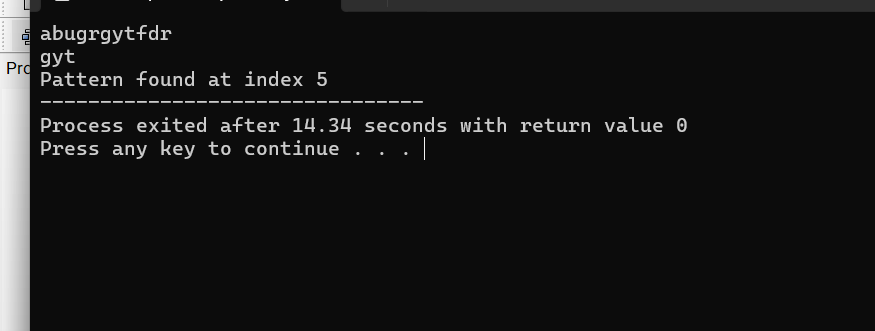 abugrgytfdr
gyt
Pattern found at index 5
--------------------------------
Process exited after 14.34 seconds with return value 0
Press any key to continue . . .